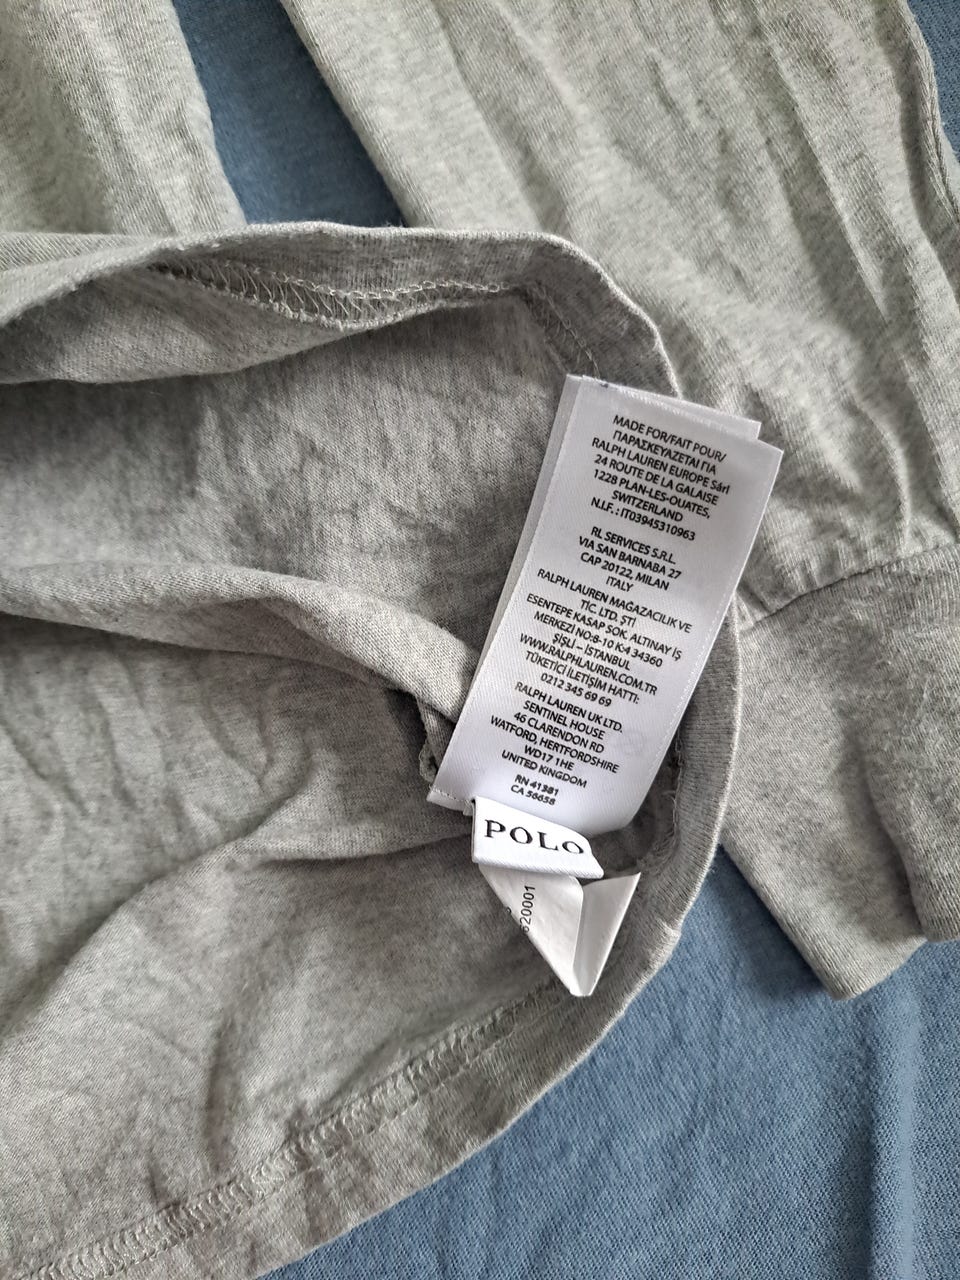 MADE FOR/FAIT POUR/
ΠΑΡΑΣΚΕΥΑΖΕΤΑΙ ΓΙΑ
RALPH LAUREN EUROPE Sárl
24 ROUTE DE LA GALAISE
1228 PLAN-LES-OUATES,
SWITZERLAND
N.I.F. : IT03945310963
RL SERVICES S.R.L.
VIA SAN BARNABA 27
CAP 20122, MILAN
ITALY
RALPH LAUREN MAĞAZACILIK VE
TİC. LTD. ŞTİ
ESENTEPE KASAP SOK. ALTINAY İŞ
MERKEZİ NO:8-10 K:4 34360
ŞİŞLİ – İSTANBUL
WWW.RALPHLAUREN.COM.TR
TÜKETİCİ İLETİŞİM HATTI:
0212 345 69 69
RALPH LAUREN UK LTD.
SENTINEL HOUSE
46 CLARENDON RD
WATFORD, HERTFORDSHIRE
WD17 1HE
UNITED KINGDOM
RN 41381
CA 56658
POLO
620001